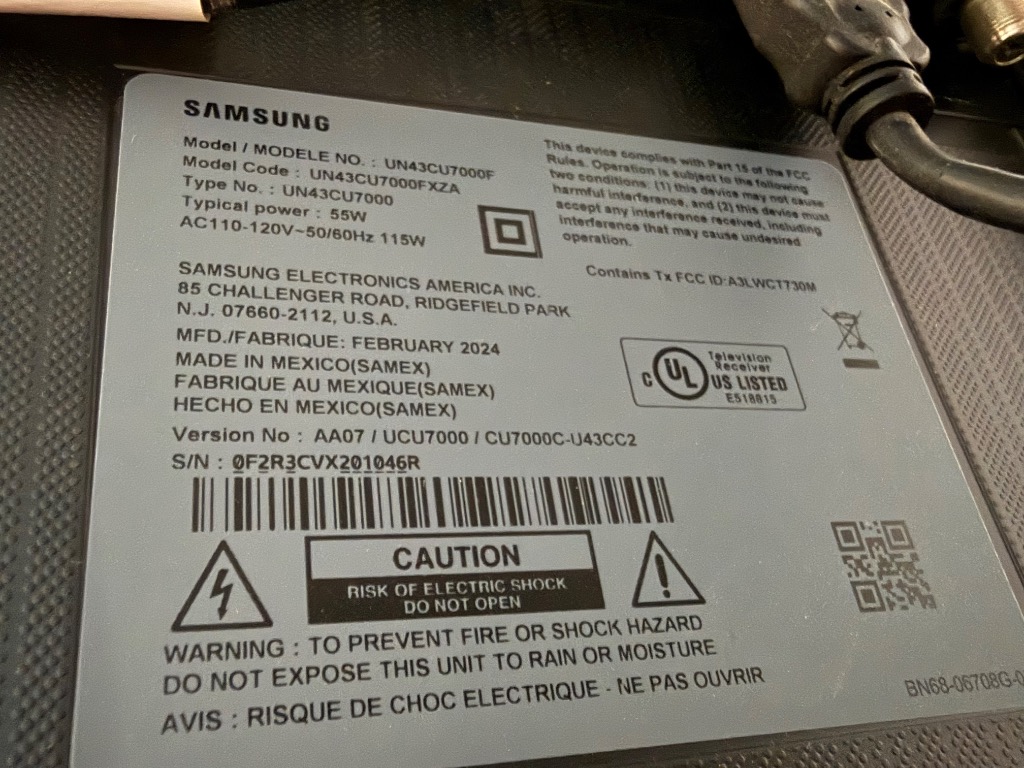 SAMSUNG
Model / MODELE NO. : UN43CU7000F
Model Code : UN43CU7000FXZA
Type No. : UN43CU7000
Typical power : 55W
AC110-120V~50/60Hz 115W
This device complies with Part 15 of the FCC
Rules. Operation is subject to the following
two conditions: (1) this device may not cause
harmful interference, and (2) this device must
accept any interference received, including
interference that may cause undesired
operation.
Contains Tx FCC ID:A3LWCT730M
SAMSUNG ELECTRONICS AMERICA INC.
85 CHALLENGER ROAD, RIDGEFIELD PARK
N.J. 07660-2112, U.S.A.
MFD./FABRIQUE: FEBRUARY 2024
MADE IN MEXICO(SAMEX)
FABRIQUE AU MEXIQUE(SAMEX)
HECHO EN MEXICO(SAMEX)
C UL US LISTED
Television
Receiver
E518815
Version No : AA07 / UCU7000 / CU7000C-U43CC2
S/N : 0F2R3CVX201046R
CAUTION
RISK OF ELECTRIC SHOCK
DO NOT OPEN
WARNING : TO PREVENT FIRE OR SHOCK HAZARD
DO NOT EXPOSE THIS UNIT TO RAIN OR MOISTURE
AVIS : RISQUE DE CHOC ELECTRIQUE - NE PAS OUVRIR
BN68-06708G-0